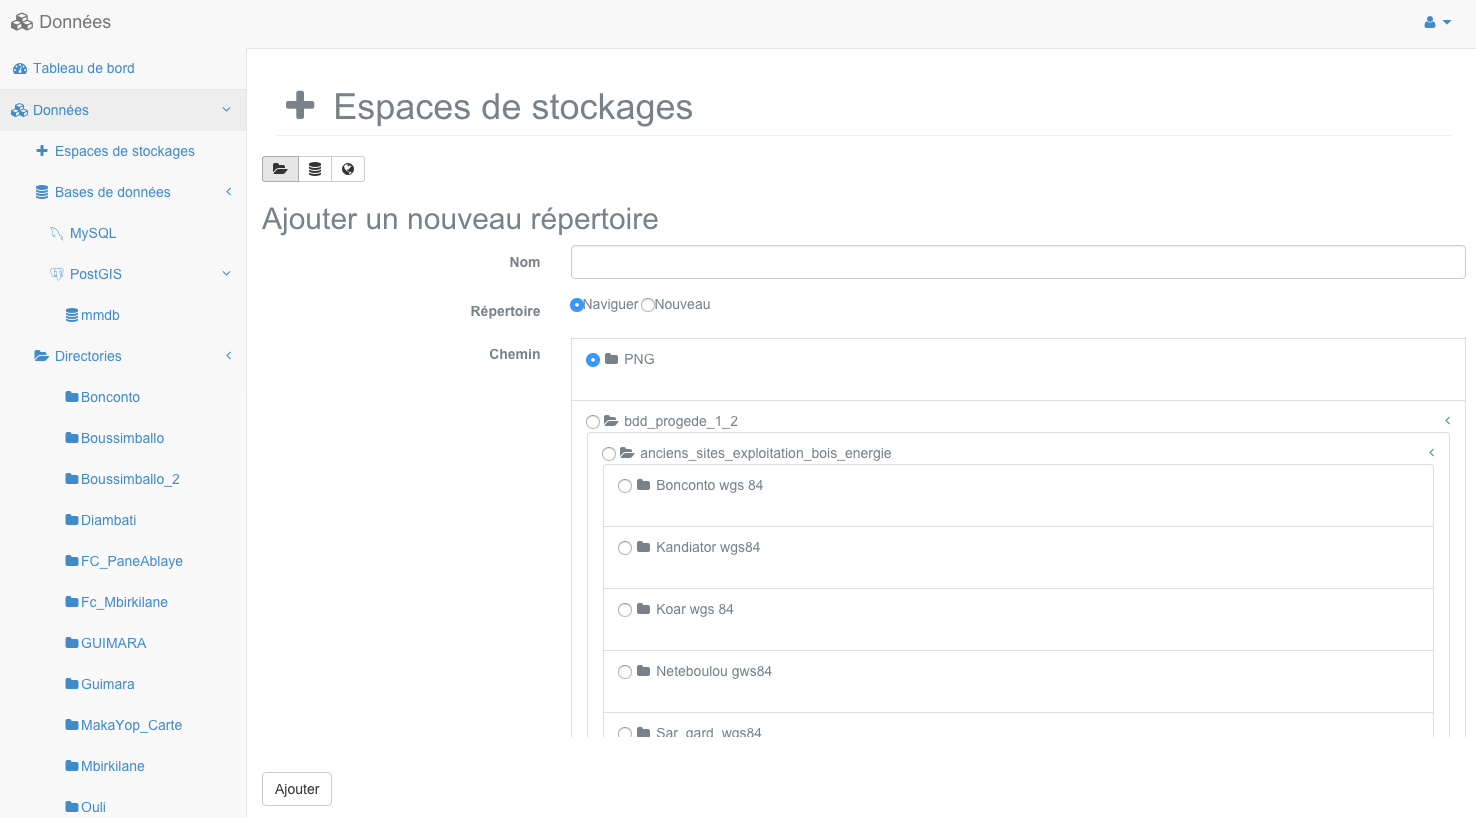 Données
Tableau de bord
Données
Espaces de stockages
Bases de données
MySQL
PostGIS
mmdb
Directories
Bonconto
Boussimballo
Boussimballo_2
Diambati
FC_PaneAblaye
Fc_Mbirkilane
GUIMARA
Guimara
MakaYop_Carte
Mbirkilane
Ouli
Espaces de stockages
Ajouter un nouveau répertoire
Nom
Répertoire
Naviguer Nouveau
Chemin
PNG
bdd_progede_1_2
anciens_sites_exploitation_bois_energie
Bonconto wgs 84
Kandiator wgs84
Koar wgs 84
Neteboulou gws84
Sar_gard_wgs84
Ajouter